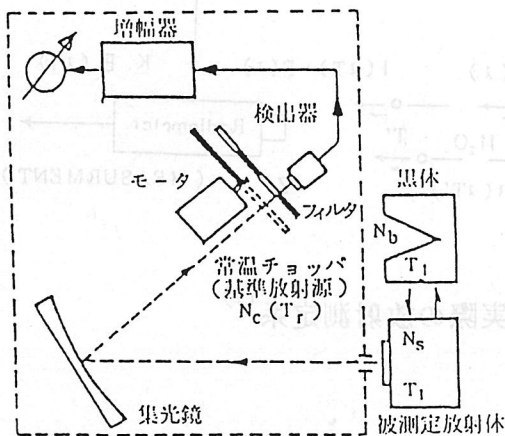 増幅器
検出器
モータ
フィルタ
黒体
N_b
T_1
常温チョッパ
(基準放射源)
N_c(T_r)
N_s
T_1
集光鏡
被測定放射体